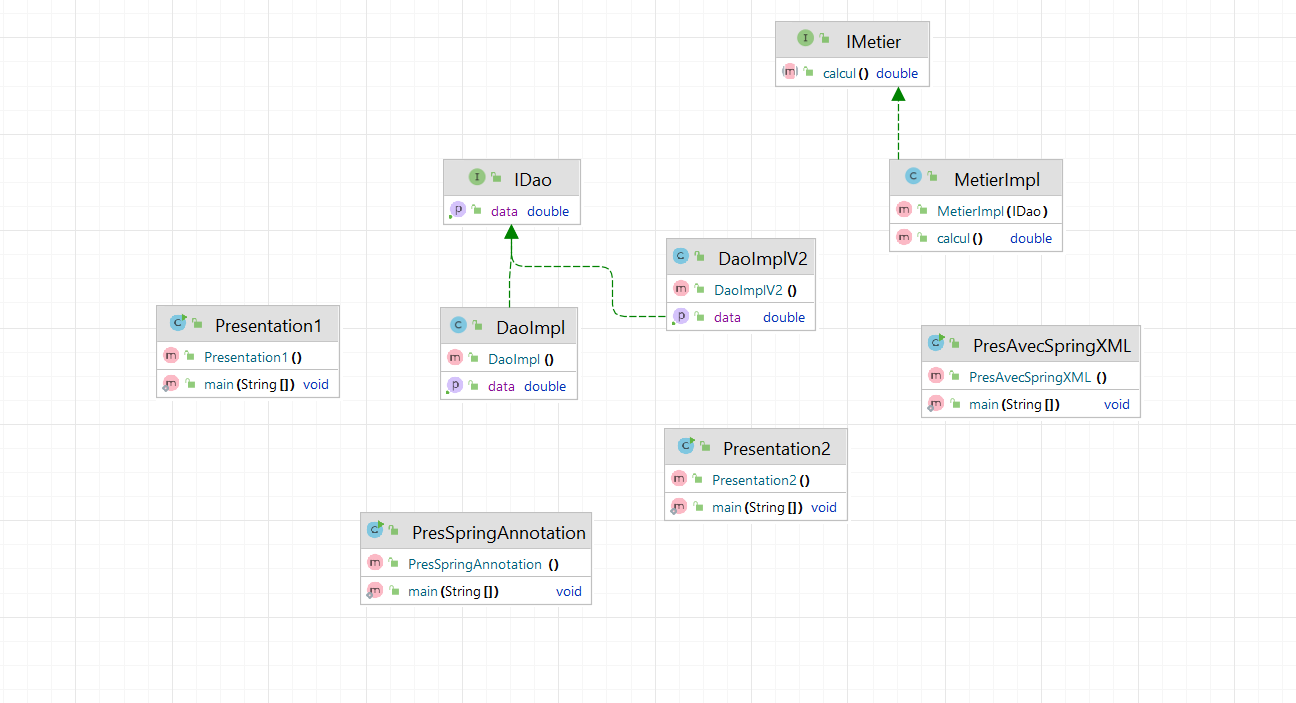 IMetier
calcul() double
IDao
data double
MetierImpl
MetierImpl(IDao)
calcul() double
DaoImplV2
DaoImplV2()
data double
Presentation1
Presentation1()
main(String[]) void
DaoImpl
DaoImpl()
data double
PresAvecSpringXML
PresAvecSpringXML()
main(String[]) void
Presentation2
Presentation2()
main(String[]) void
PresSpringAnnotation
PresSpringAnnotation()
main(String[]) void